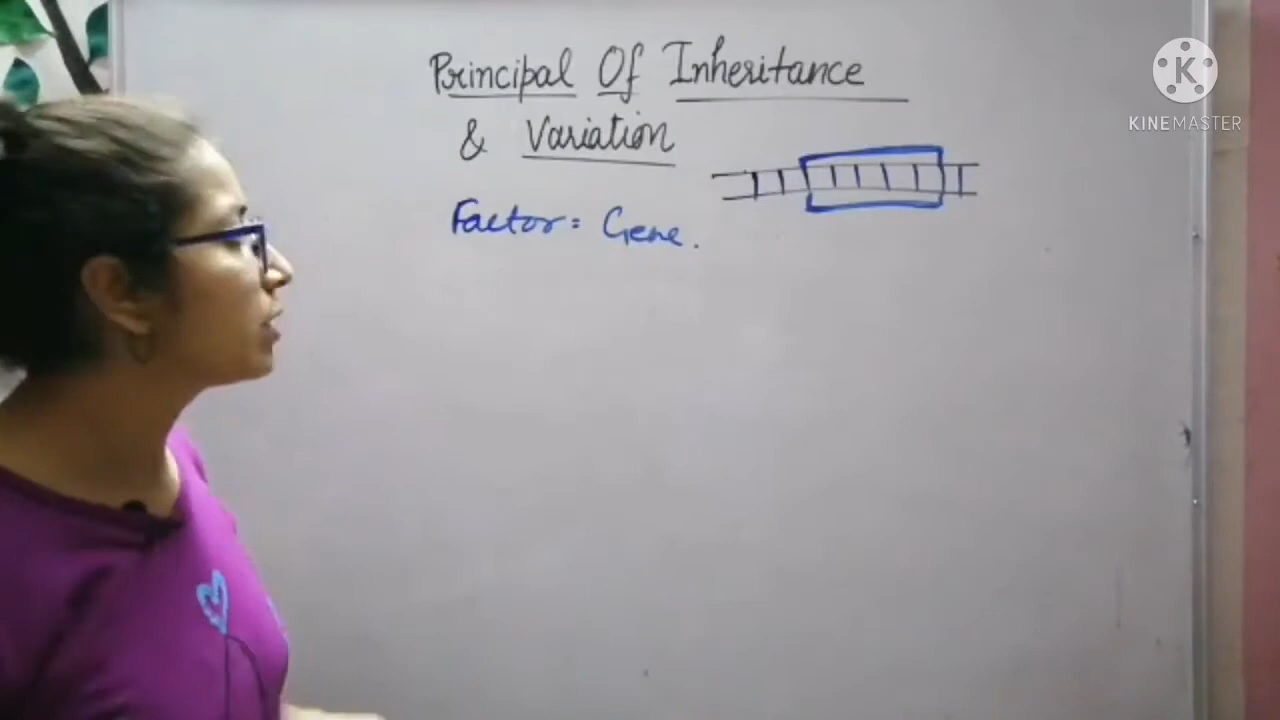 Principal Of Inheritance
& Variation
Factor = Gene.
K
KINEMASTER